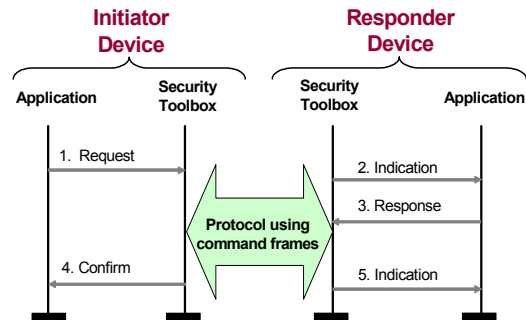 Initiator
Device
Responder
Device
Application
Security
Toolbox
Security
Toolbox
Application
1. Request
2. Indication
3. Response
Protocol using
command frames
4. Confirm
5. Indication